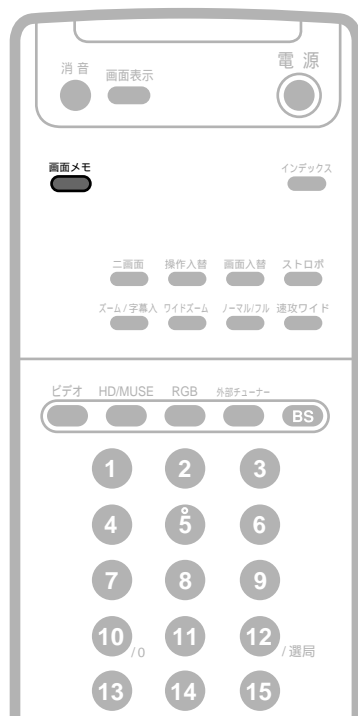 消音 画面表示 電源
画面メモ インデックス
二画面 操作入替 画面入替 ストロボ
ズーム/字幕入 ワイドズーム ノーマル/フル 速攻ワイド
ビデオ HD/MUSE RGB 外部チューナー
BS
1 2 3
4 5 6
7 8 9
10/0 11 12/選局
13 14 15